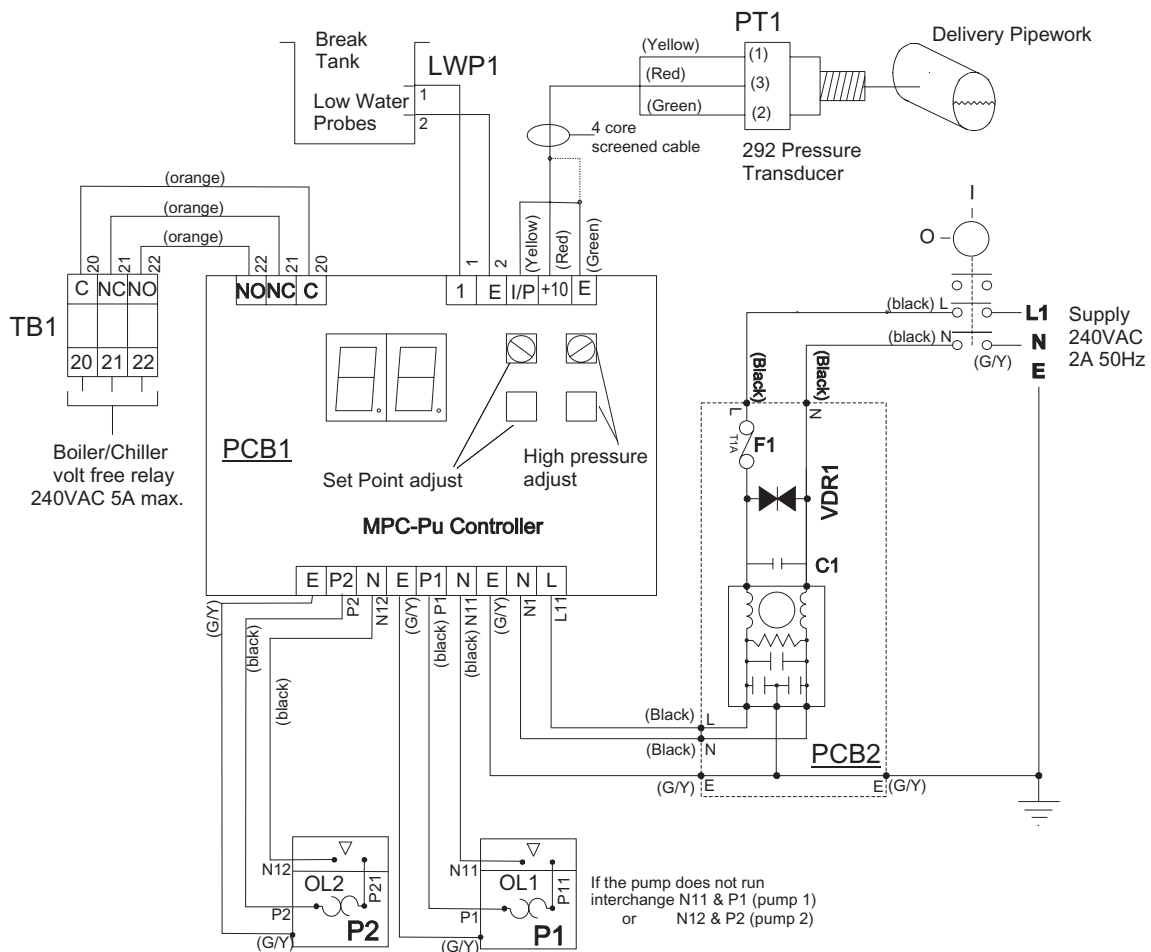 Break
Tank
LWP1
Low Water
Probes
1
2
(Yellow)
(Red)
(Green)
PT1
(1)
(3)
(2)
Delivery Pipework
4 core
screened cable
292 Pressure
Transducer
(orange)
(orange)
(orange)
20
21
22
C NC NO
TB1
20 21 22
Boiler/Chiller
volt free relay
240VAC 5A max.
22
21
20
NO NC C
1
2
(Yellow)
(Red)
(Green)
1 E I/P +10 E
PCB1
Set Point adjust
High pressure
adjust
MPC-Pu Controller
E P2 N E P1 N E N L
(G/Y)
P2
(black)
N12
(black)
(G/Y)
(black) P1
(black) N11
(G/Y)
N1
L11
I
O
(black) L
(black) N
(G/Y)
L1
N
E
Supply
240VAC
2A 50Hz
(Black)
(Black)
L
N
T1A
F1
VDR1
C1
(Black) L
(Black) N
PCB2
(G/Y) E
E (G/Y)
N12
OL2
P21
P2
P2
(G/Y)
N11
OL1
P11
P1
P1
(G/Y)
If the pump does not run
interchange N11 & P1 (pump 1)
or N12 & P2 (pump 2)